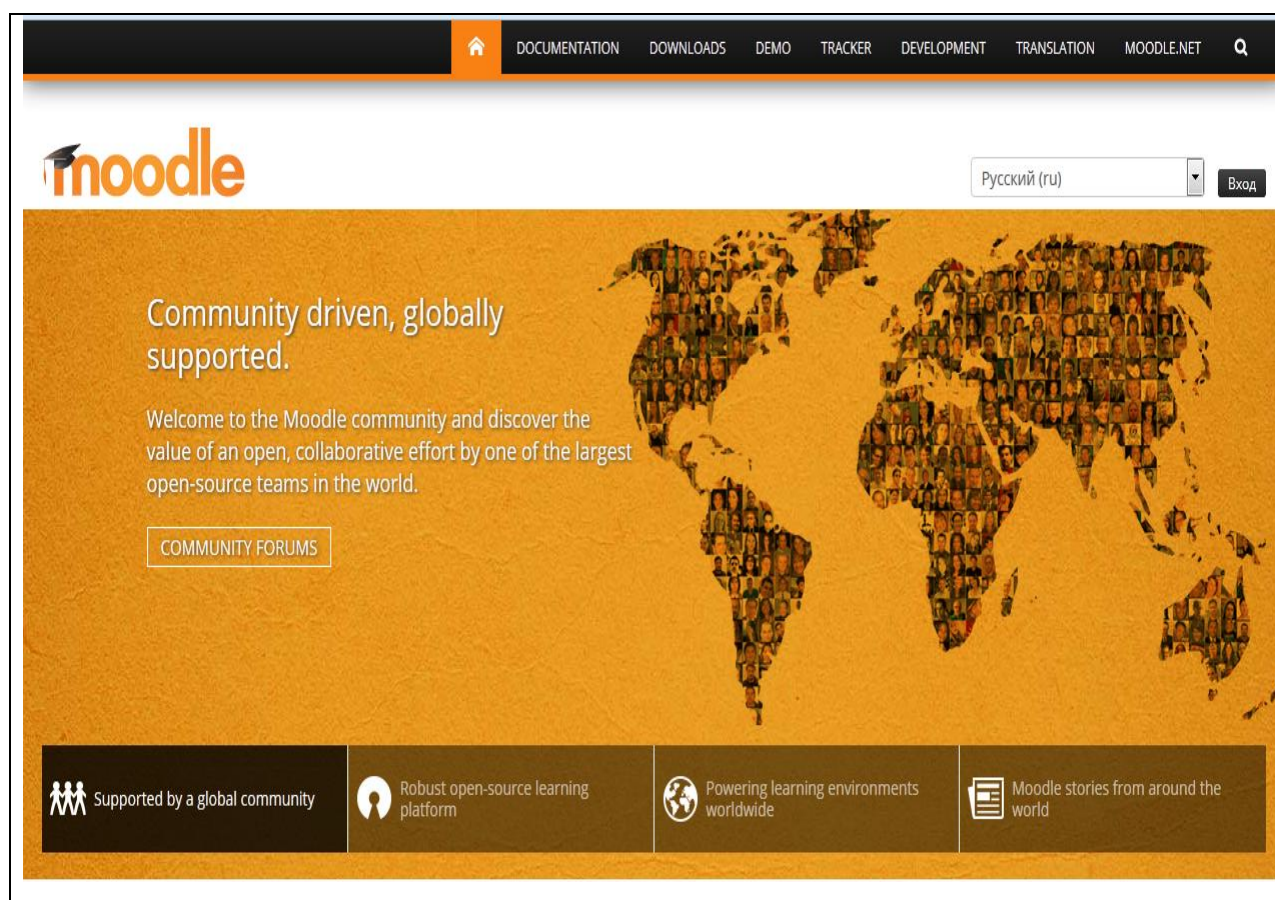 DOCUMENTATION DOWNLOADS DEMO TRACKER DEVELOPMENT TRANSLATION MOODLE.NET
moodle
Русский (ru)
Вход
Community driven, globally
supported.
Welcome to the Moodle community and discover the
value of an open, collaborative effort by one of the largest
open-source teams in the world.
COMMUNITY FORUMS
Supported by a global community
Robust open-source learning
platform
Powering learning environments
worldwide
Moodle stories from around the
world